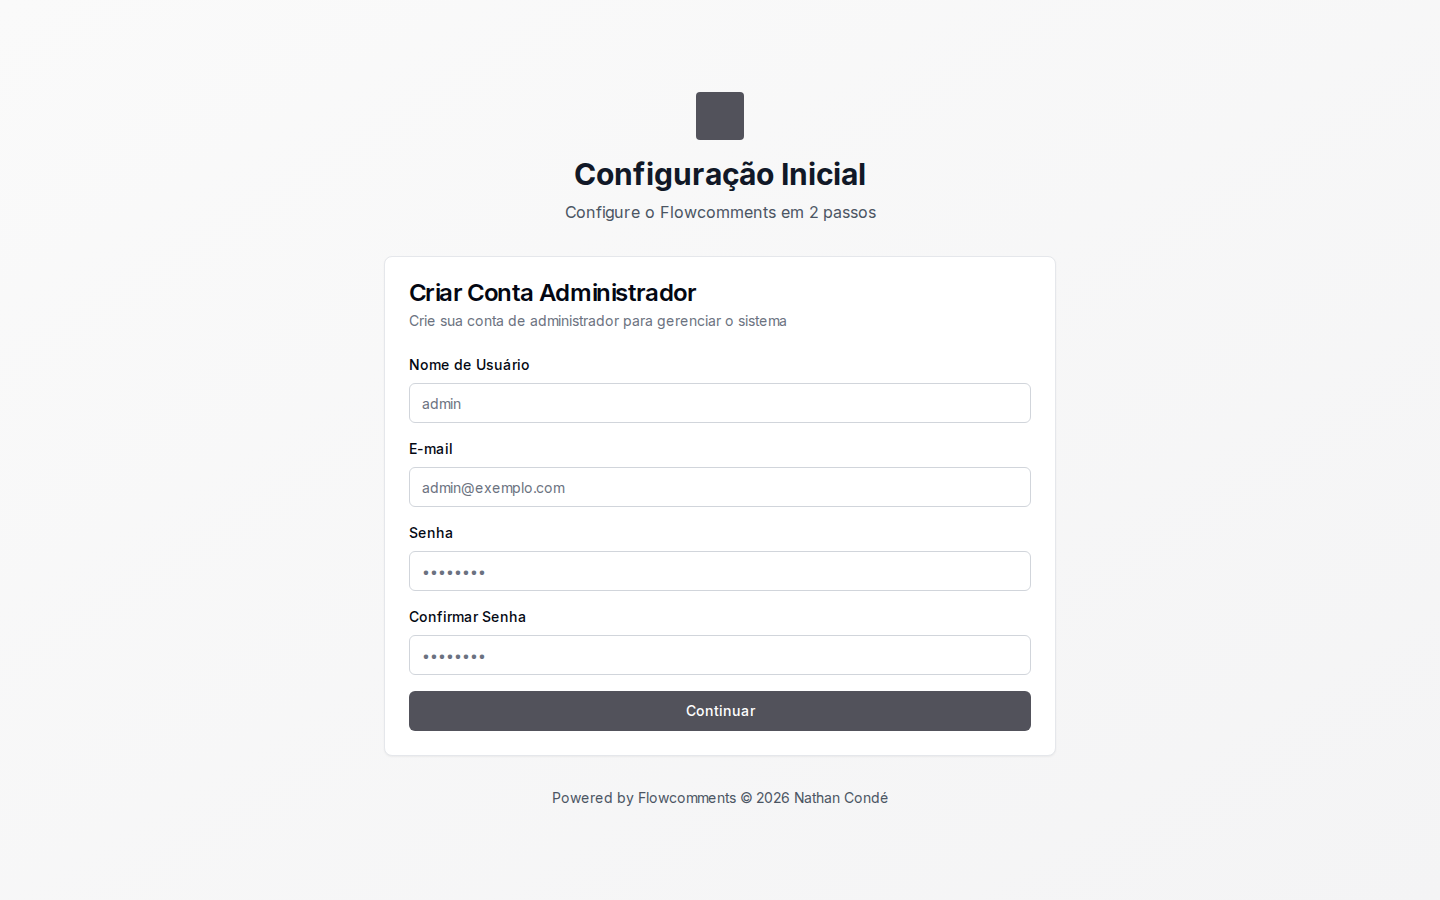 Configuração Inicial
Configure o Flowcomments em 2 passos
Criar Conta Administrador
Crie sua conta de administrador para gerenciar o sistema
Nome de Usuário
admin
E-mail
admin@exemplo.com
Senha
••••••••
Confirmar Senha
••••••••
Continuar
Powered by Flowcomments © 2026 Nathan Condé